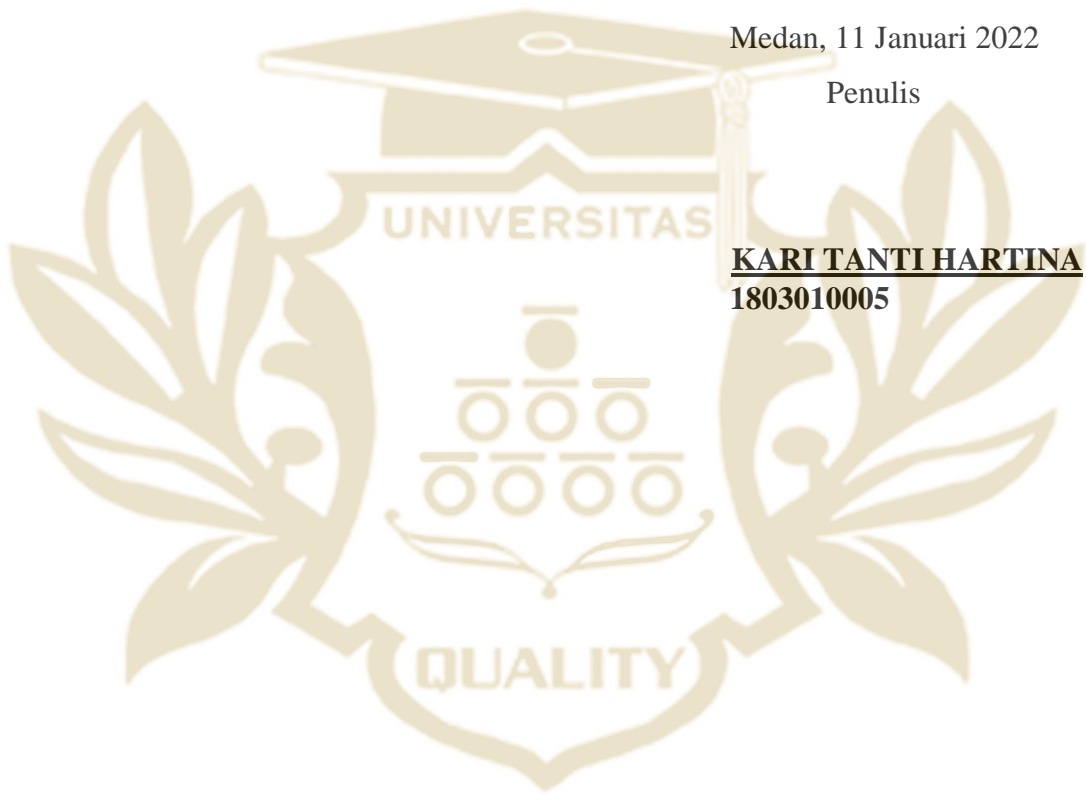 Medan, 11 Januari 2022
Penulis
UNIVERSITAS
KARI TANTI HARTINA
1803010005
QUALITY